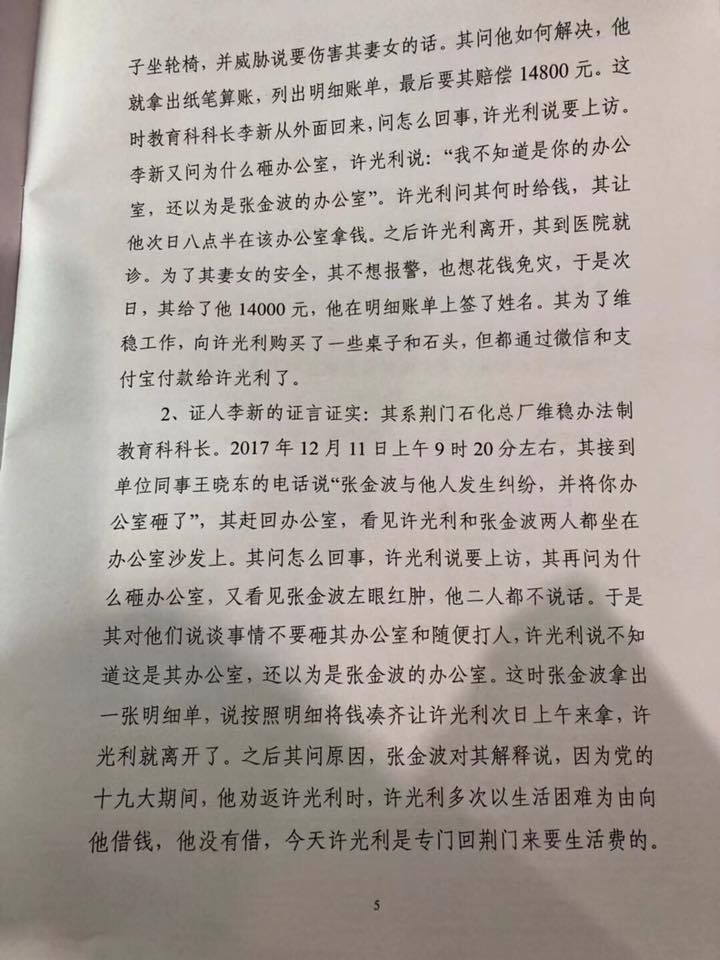 子坐轮椅，并威胁说要伤害其妻女的话。其问他如何解决，他
就拿出纸笔算账，列出明细账单，最后要其赔偿 14800 元。这
时教育科科长李新从外面回来，问怎么回事，许光利说要上访。
李新又问为什么砸办公室，许光利说：“我不知道是你的办公
室，还以为是张金波的办公室”。许光利问其何时给钱，其让
他次日八点半在该办公室拿钱。之后许光利离开，其到医院就
诊。为了其妻女的安全，其不想报警，也想花钱免灾，于是次
日，其给了他 14000 元，他在明细账单上签了姓名。其为了维
稳工作，向许光利购买了一些桌子和石头，但都通过微信和支
付宝付款给许光利了。
2、证人李新的证言证实：其系荆门石化总厂维稳办法制
教育科科长。2017 年 12 月 11 日上午 9 时 20 分左右，其接到
单位同事王晓东的电话说“张金波与他人发生纠纷，并将你办
公室砸了”，其赶回办公室，看见许光利和张金波两人都坐在
办公室沙发上。其问怎么回事，许光利说要上访，其再问为什
么砸办公室，又看见张金波左眼红肿，他二人都不说话。于是
其对他们说谈事情不要砸其办公室和随便打人，许光利说不知
道这是其办公室，还以为是张金波的办公室。这时张金波拿出
一张明细单，说按照明细将钱凑齐让许光利次日上午来拿，许
光利就离开了。之后其问原因，张金波对其解释说，因为党的
十九大期间，他劝返许光利时，许光利多次以生活困难为由向
他借钱，他没有借，今天许光利是专门回荆门来要生活费的。
5